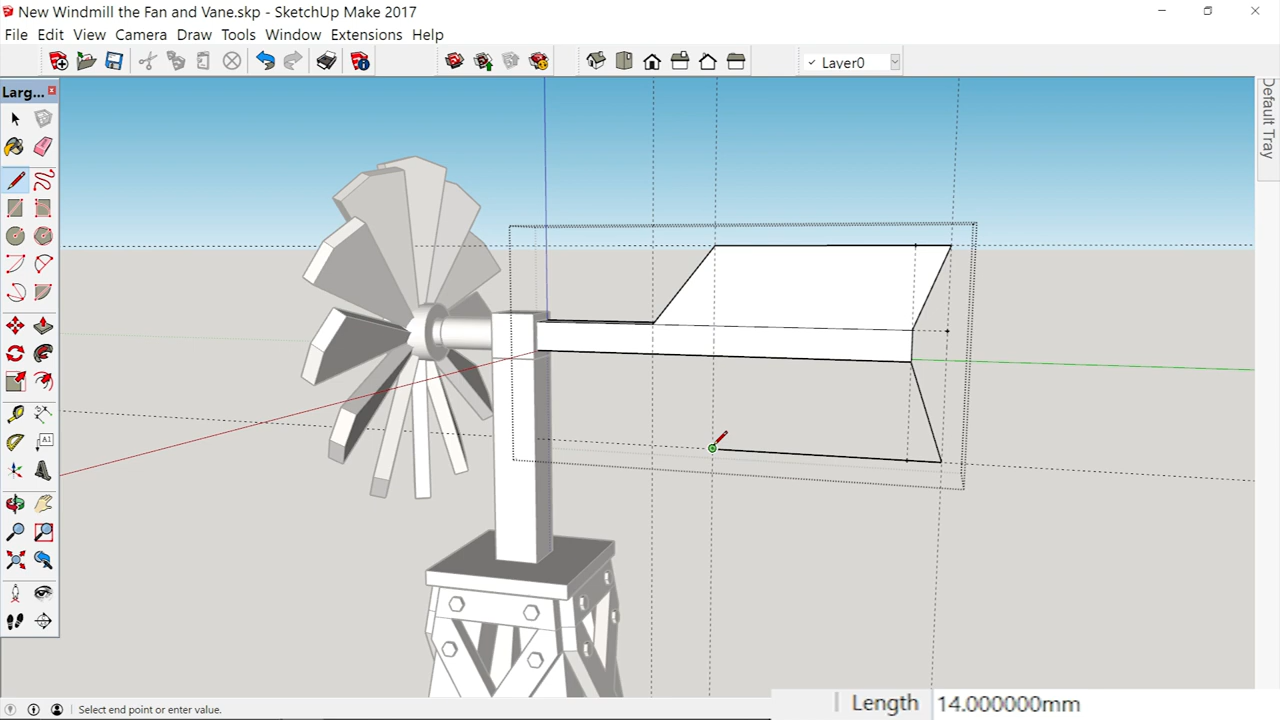 New Windmill the Fan and Vane.skp - SketchUp Make 2017
File Edit View Camera Draw Tools Window Extensions Help
Layer0
Larg...
Default Tray
A1
Select end point or enter value.
Length 14.000000mm